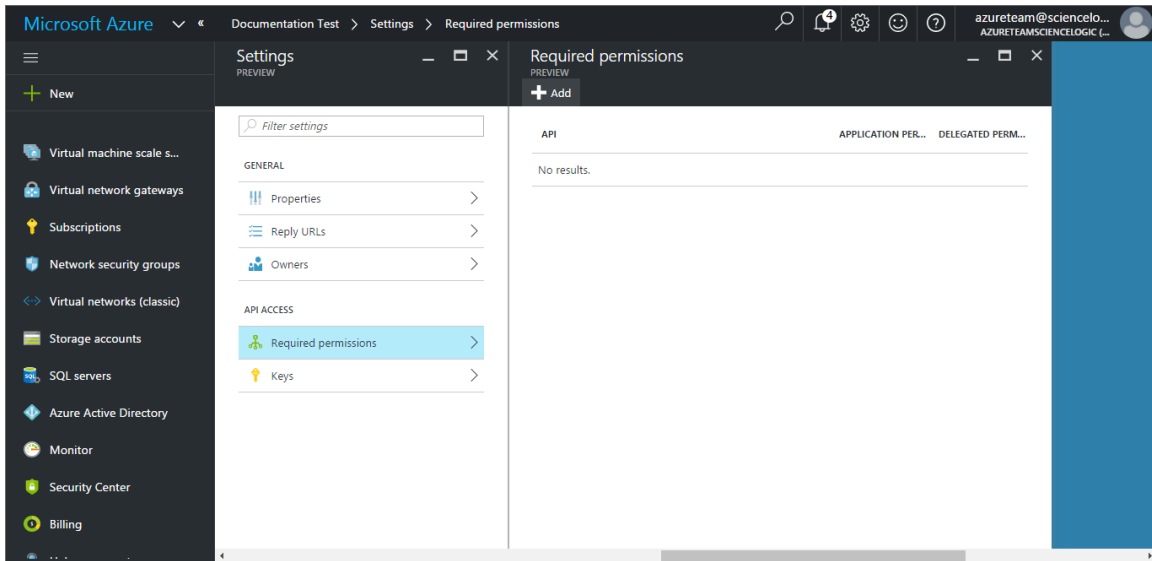 Microsoft Azure
Documentation Test > Settings > Required permissions
4
azureteam@sciencelo...
AZURETEAMSCIENCELOGIC (...
New
Virtual machine scale s...
Virtual network gateways
Subscriptions
Network security groups
Virtual networks (classic)
Storage accounts
SQL servers
Azure Active Directory
Monitor
Security Center
Billing
Settings
PREVIEW
Filter settings
GENERAL
Properties
Reply URLs
Owners
API ACCESS
Required permissions
Keys
Required permissions
PREVIEW
Add
API APPLICATION PER... DELEGATED PERM...
No results.